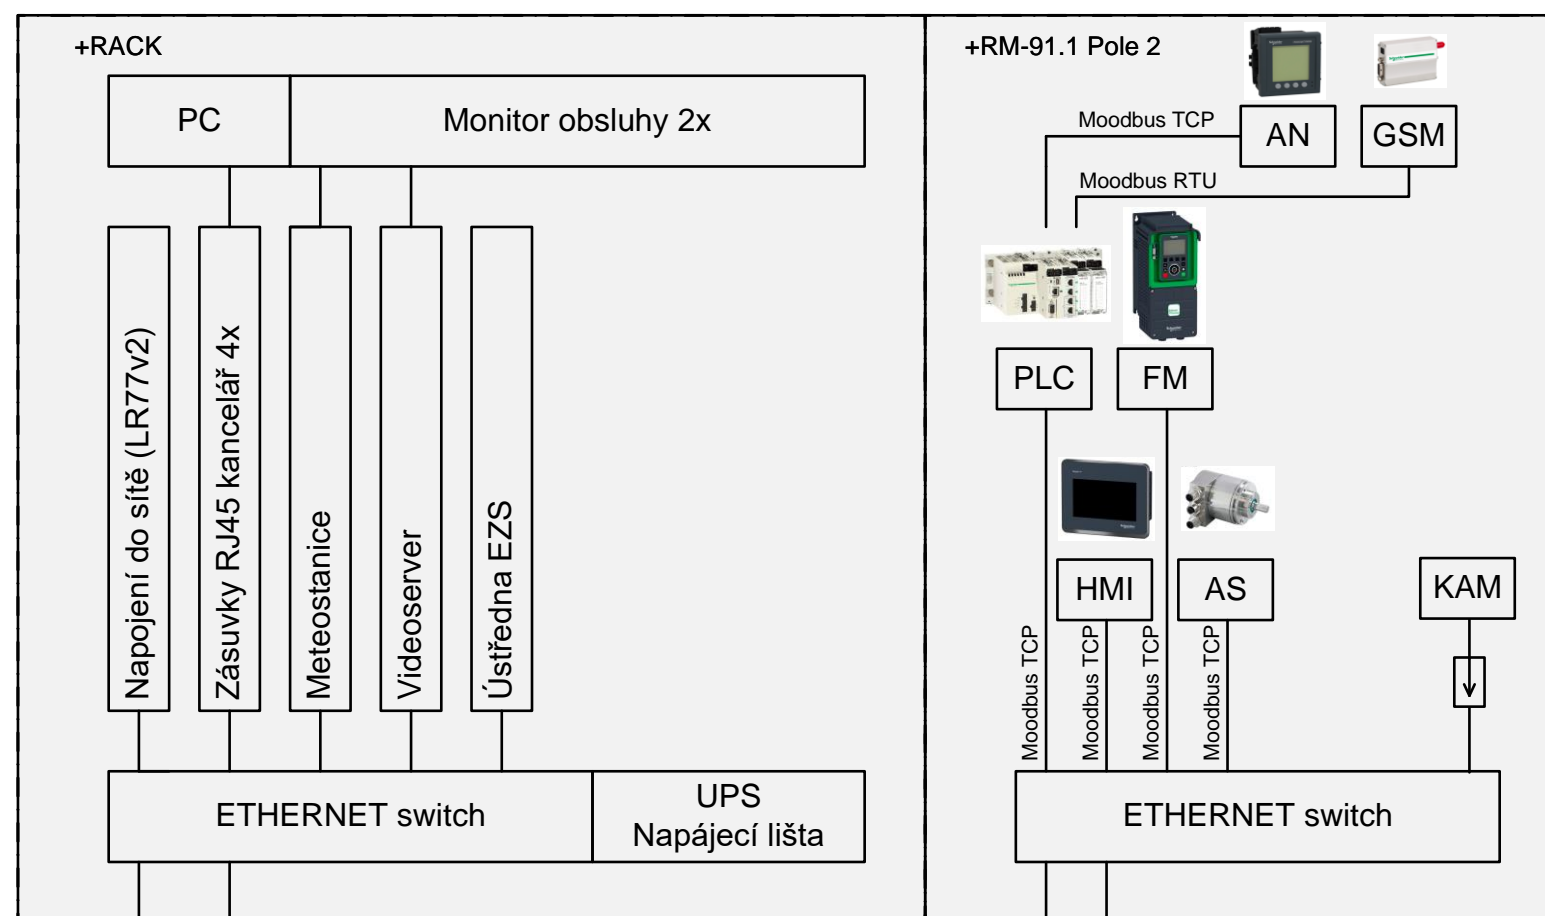 +RACK
PC
Monitor obsluhy 2x
Napojení do sítě (LR77v2)
Zásuvky RJ45 kancelář 4x
Meteostanice
Videoserver
Ústředna EZS
ETHERNET switch
UPS
Napájecí lišta
+RM-91.1 Pole 2
Moodbus TCP
AN
GSM
Moodbus RTU
PLC
FM
HMI
AS
KAM
Moodbus TCP
Moodbus TCP
Moodbus TCP
Moodbus TCP
ETHERNET switch